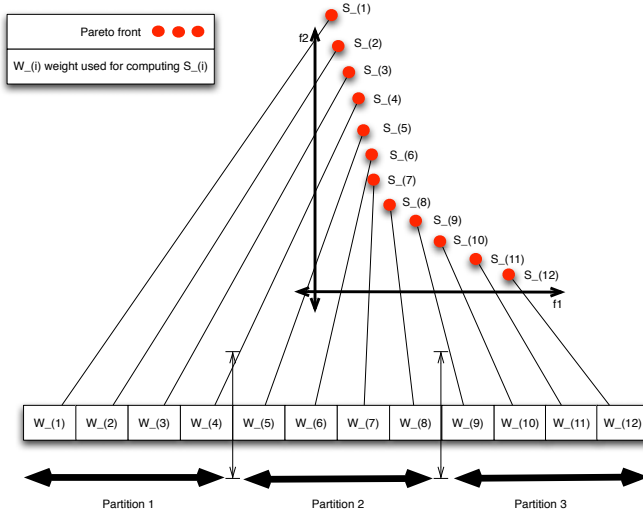 Pareto front
W_(i) weight used for computing S_(i)
f2
S_(1)
S_(2)
S_(3)
S_(4)
S_(5)
S_(6)
S_(7)
S_(8)
S_(9)
S_(10)
S_(11)
S_(12)
f1
W_(1) W_(2) W_(3) W_(4) W_(5) W_(6) W_(7) W_(8) W_(9) W_(10) W_(11) W_(12)
Partition 1 Partition 2 Partition 3